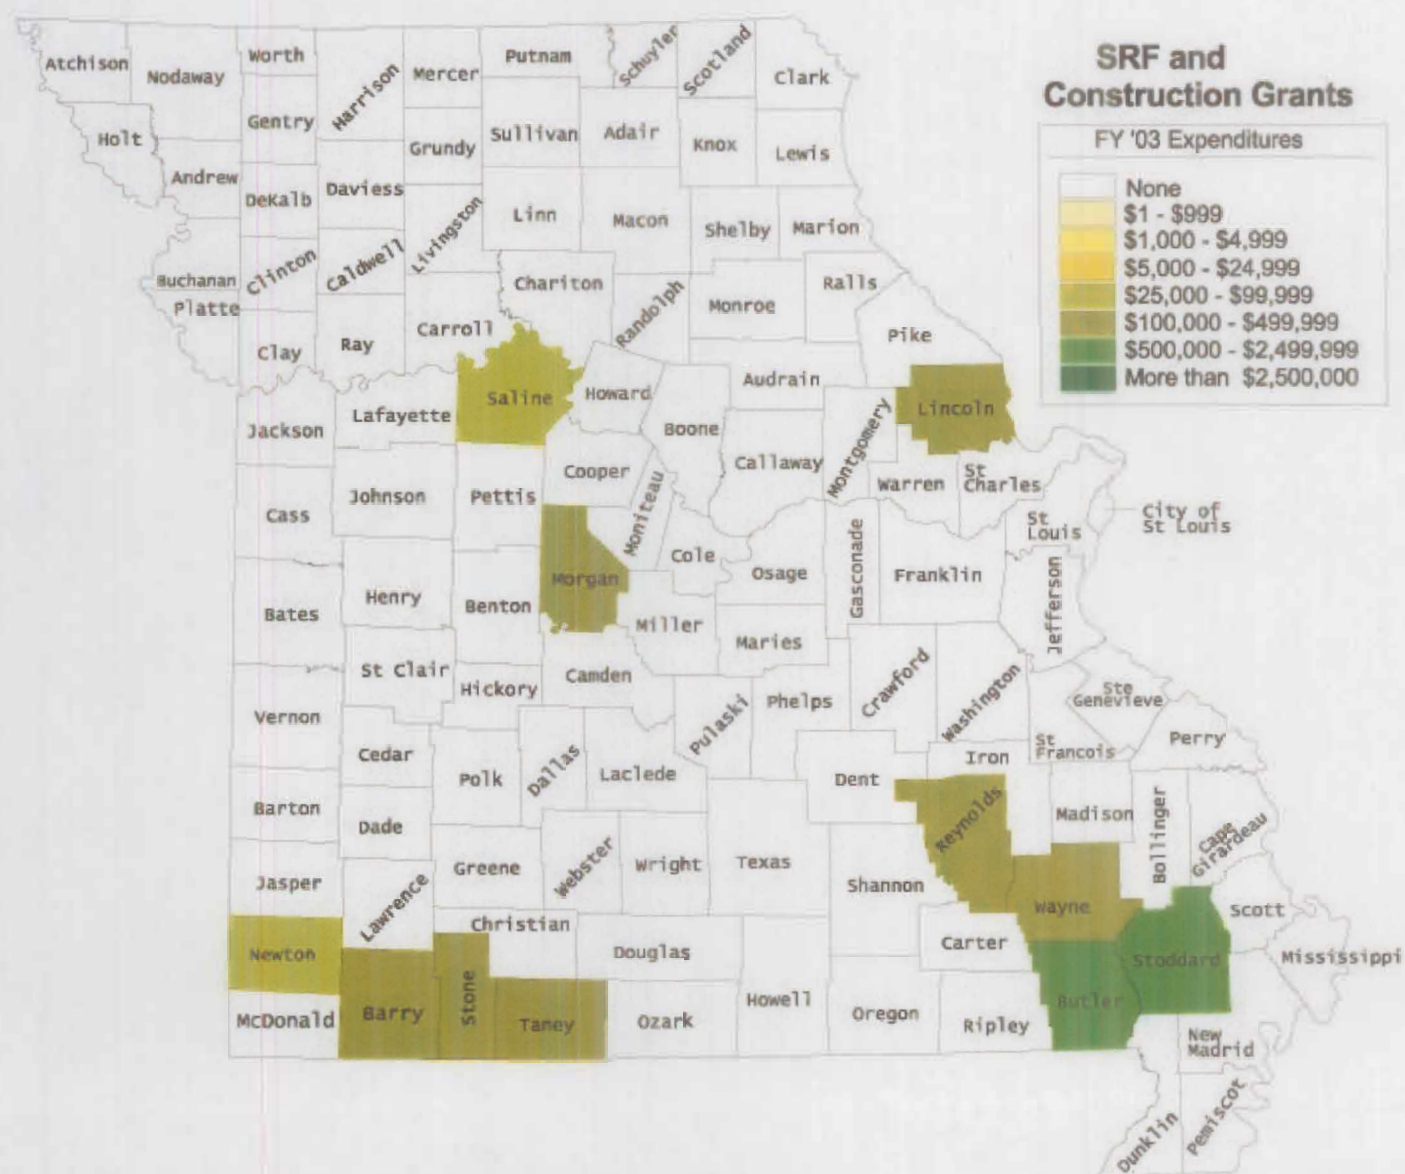 SRF and
Construction Grants
FY '03 Expenditures
None
$1 - $999
$1,000 - $4,999
$5,000 - $24,999
$25,000 - $99,999
$100,000 - $499,999
$500,000 - $2,499,999
More than $2,500,000
Atchison
Nodaway
Worth
Harrison
Mercer
Putnam
Schuyler
Scotland
Clark
Holt
Gentry
Grundy
Sullivan
Adair
Knox
Lewis
Andrew
DeKalb
Daviess
Livingston
Linn
Macon
Shelby
Marion
Buchanan
Clinton
Caldwell
Chariton
Randolph
Monroe
Ralls
Platte
Clay
Ray
Carroll
Pike
Saline
Howard
Audrain
Lincoln
Jackson
Lafayette
Boone
Callaway
Montgomery
Cooper
Moniteau
Warren
St
Charles
Cass
Johnson
Pettis
St
Louis
City of
St Louis
Morgan
Cole
Osage
Gasconade
Franklin
Jefferson
Bates
Henry
Benton
Miller
Maries
St Clair
Hickory
Camden
Pulaski
Phelps
Crawford
Washington
Ste
Genevieve
Vernon
Cedar
Polk
Dallas
Laclede
Dent
Iron
St
Francois
Perry
Barton
Dade
Reynolds
Madison
Bollinger
Cape
Girardeau
Jasper
Lawrence
Greene
Webster
Wright
Texas
Shannon
Wayne
Scott
Newton
Christian
Douglas
Carter
Stoddard
Mississippi
McDonald
Barry
Stone
Taney
Ozark
Howell
Oregon
Ripley
Butler
New
Madrid
Dunklin
Pemiscot